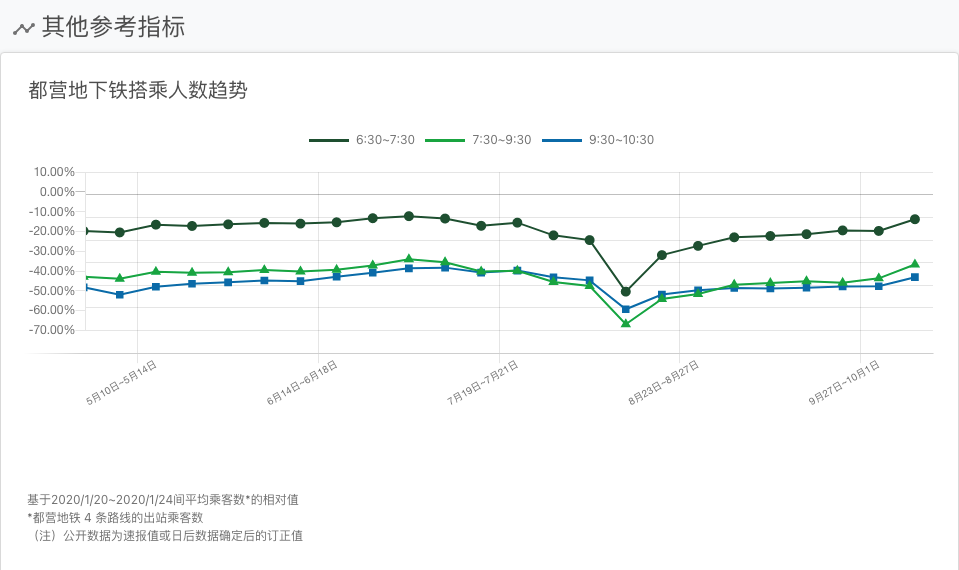 其他参考指标
都营地下铁搭乘人数趋势
6:30~7:30 7:30~9:30 9:30~10:30
10.00%
0.00%
-10.00%
-20.00%
-30.00%
-40.00%
-50.00%
-60.00%
-70.00%
5月10日~5月14日 6月14日~6月18日 7月19日~7月21日 8月23日~8月27日 9月27日~10月1日
基于2020/1/20~2020/1/24间平均乘客数*的相对值
*都营地铁 4 条路线的出站乘客数
（注）公开数据为速报值或日后数据确定后的订正值